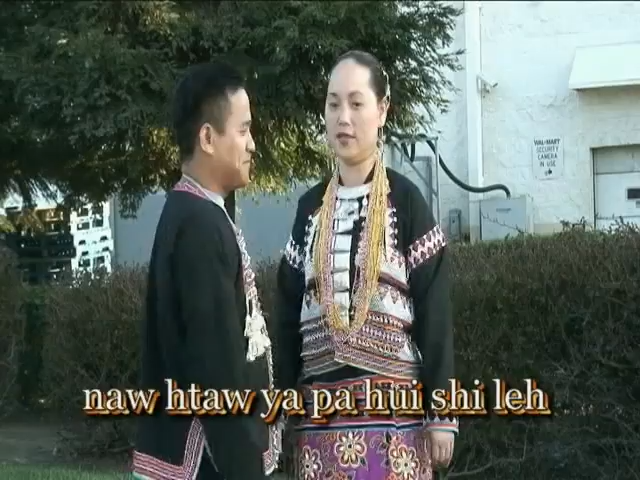 WAL-MART
SECURITY
CAMERA
IN USE
naw htaw ya pa hui shi leh